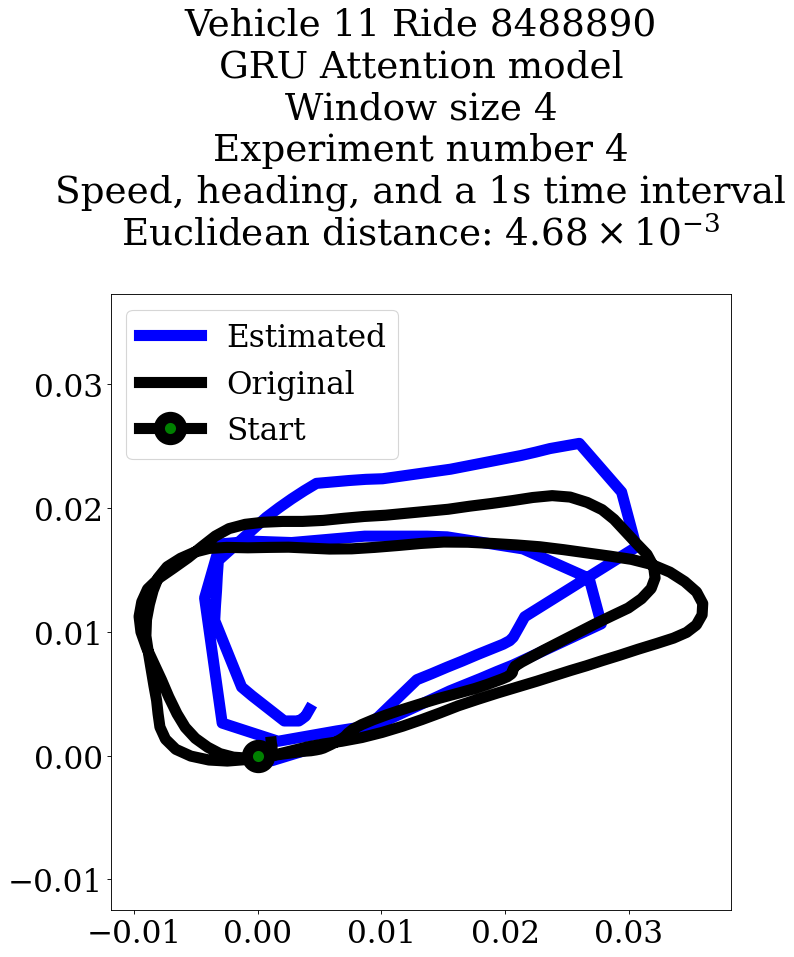 Vehicle 11 Ride 8488890
GRU Attention model
Window size 4
Experiment number 4
Speed, heading, and a 1s time interval
Euclidean distance: 4.68 × 10⁻³
Estimated
Original
Start
0.03
0.02
0.01
0.00
−0.01
−0.01 0.00 0.01 0.02 0.03